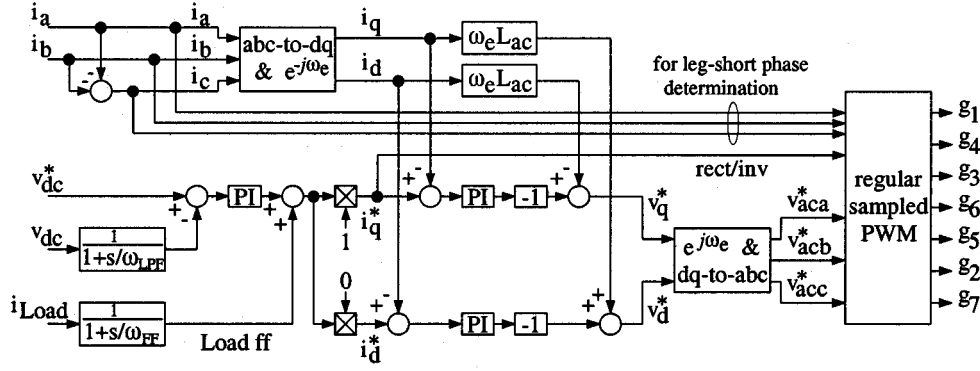 i_a
i_a
i_q
ω_e L_ac
i_b
i_b
abc-to-dq
& e^{-jω_e}
i_d
ω_e L_ac
i_c
for leg-short phase
determination
- -
rect/inv
regular
sampled
PWM
g_1
g_4
g_3
g_6
g_5
g_2
g_7
v*_dc
+ -
PI
+ +
1
i*_q
+ -
PI
-1
+ -
v*_q
v_dc
1
1+s/ω_LPF
e^{jω_e} &
dq-to-abc
v*_aca
v*_acb
v*_acc
i_Load
1
1+s/ω_FF
Load ff
0
i*_d
+ -
PI
-1
+ +
v*_d